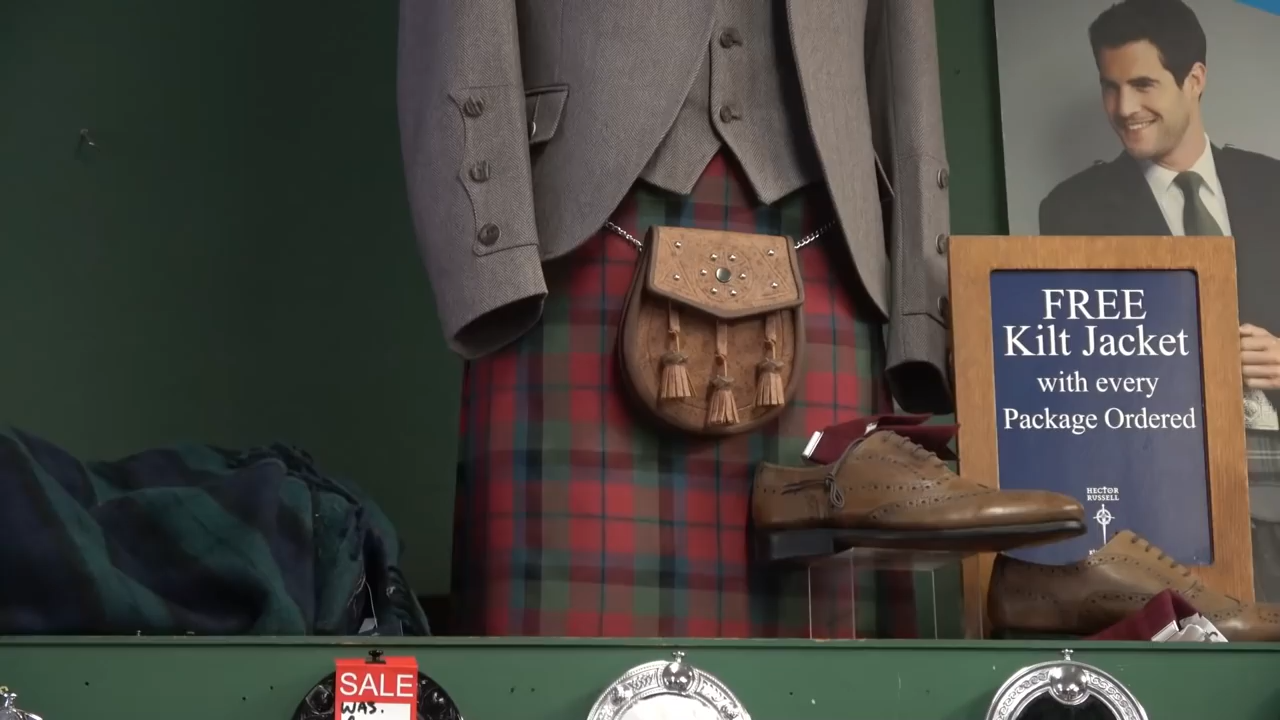 FREE
Kilt Jacket
with every
Package Ordered
HECTOR
RUSSELL
SALE
WAS.